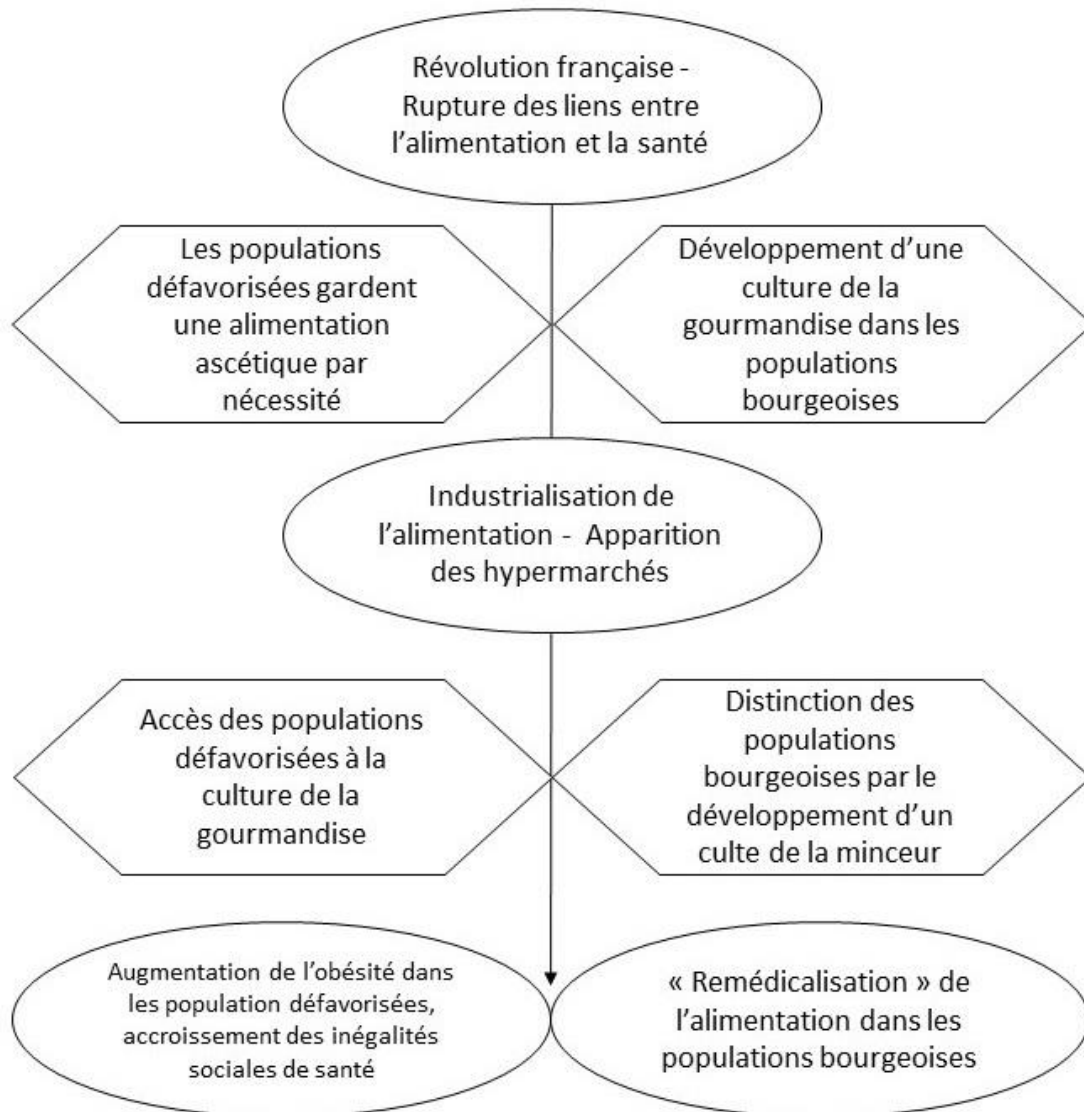 Révolution française -
Rupture des liens entre
l’alimentation et la santé
Les populations
défavorisées gardent
une alimentation
ascétique par
nécessité
Développement d’une
culture de la
gourmandise dans les
populations
bourgeoises
Industrialisation de
l’alimentation - Apparition
des hypermarchés
Accès des populations
défavorisées à la
culture de la
gourmandise
Distinction des
populations
bourgeoises par le
développement d’un
culte de la minceur
Augmentation de l’obésité dans
les population défavorisées,
accroissement des inégalités
sociales de santé
« Remédicalisation » de
l’alimentation dans les
populations bourgeoises